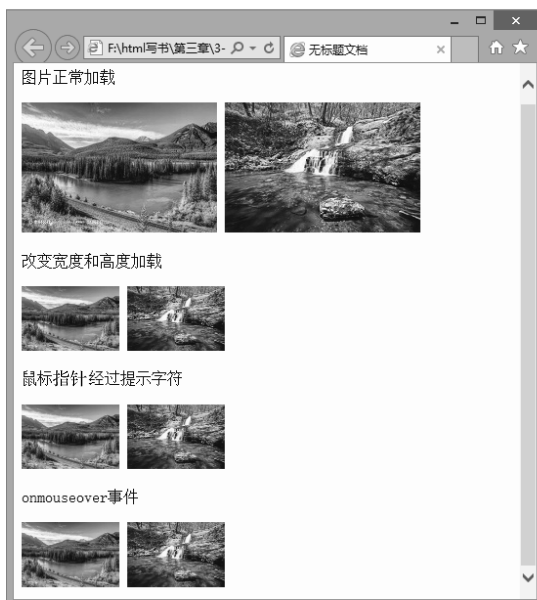 F:\html写书\第三章\3-
无标题文档
图片正常加载
改变宽度和高度加载
鼠标指针经过提示字符
onmouseover事件